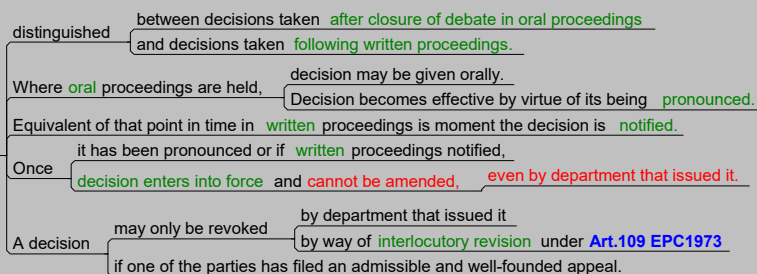 distinguished
between decisions taken after closure of debate in oral proceedings
and decisions taken following written proceedings.
Where oral proceedings are held,
decision may be given orally.
Decision becomes effective by virtue of its being pronounced.
Equivalent of that point in time in written proceedings is moment the decision is notified.
Once
it has been pronounced or if written proceedings notified,
decision enters into force and cannot be amended, even by department that issued it.
A decision
may only be revoked
by department that issued it
by way of interlocutory revision under Art.109 EPC1973
if one of the parties has filed an admissible and well-founded appeal.